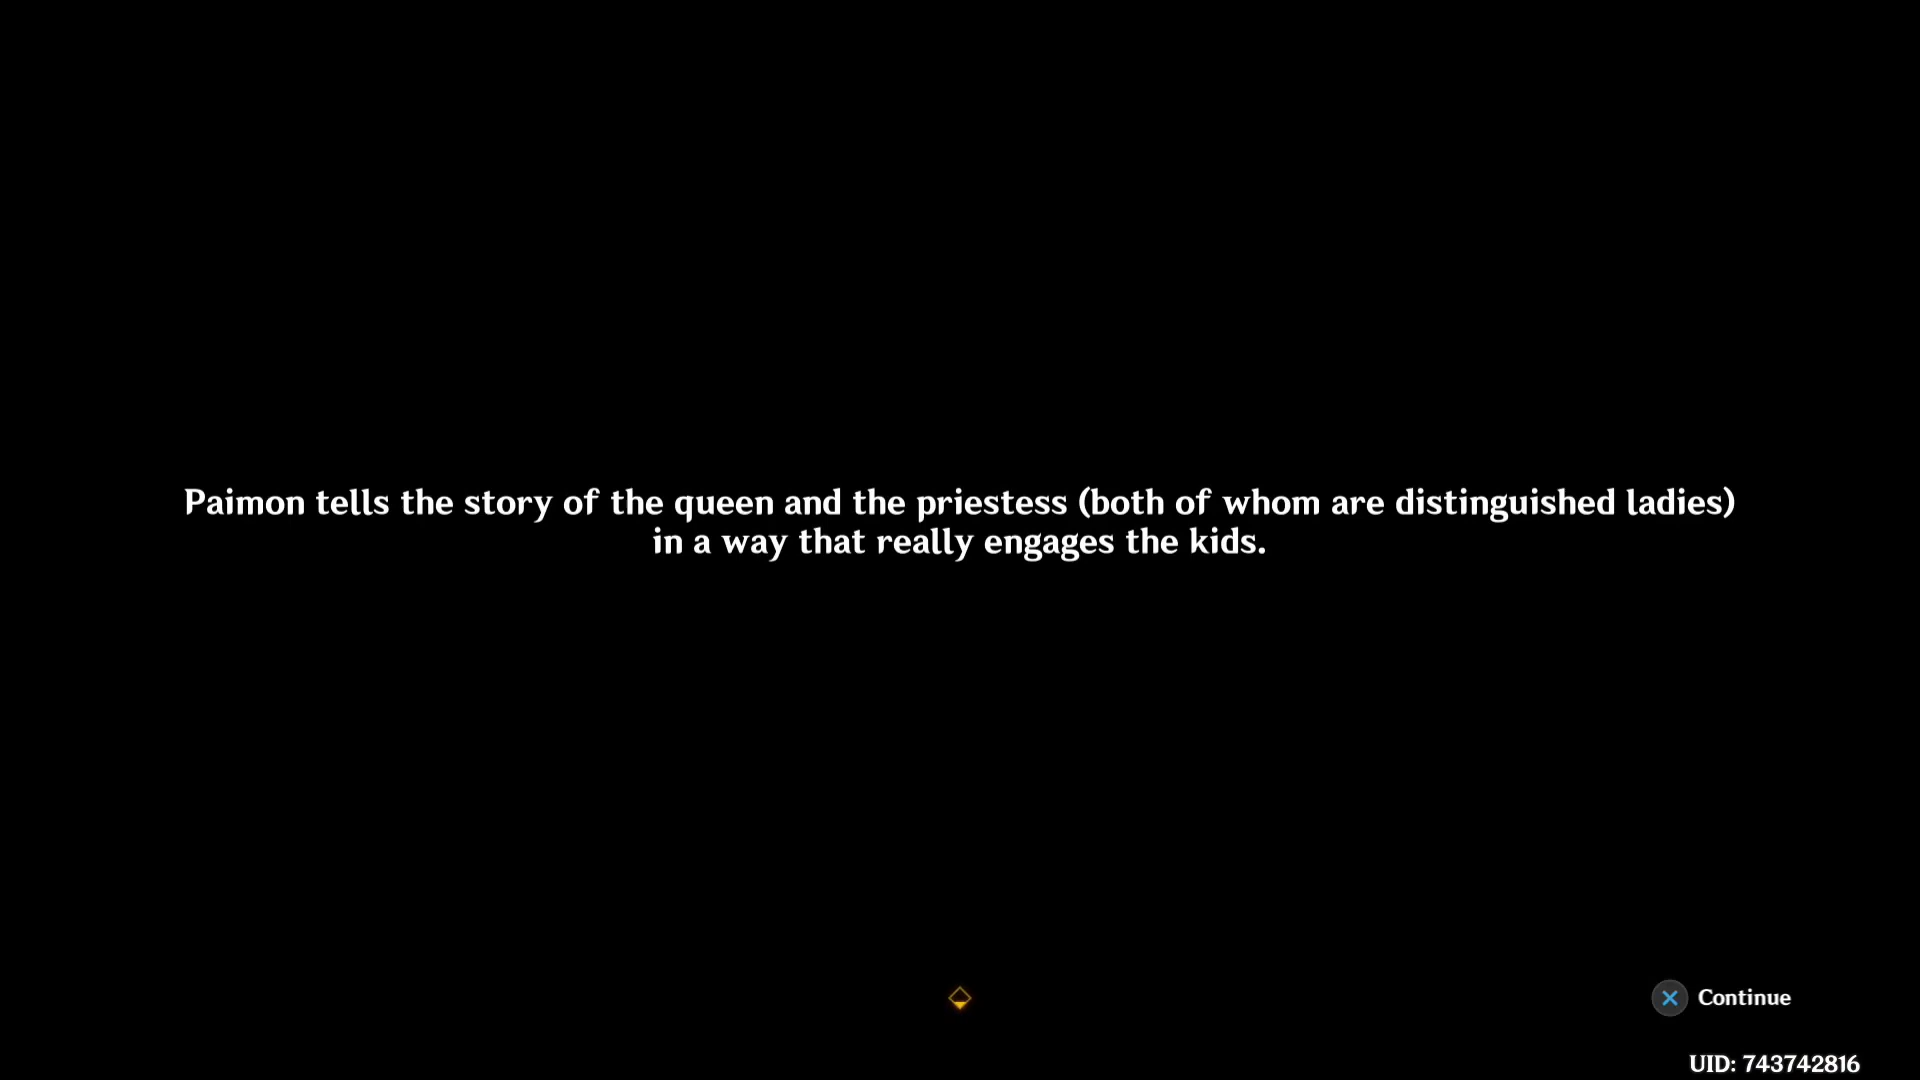 Paimon tells the story of the queen and the priestess (both of whom are distinguished ladies)
in a way that really engages the kids.
Continue
UID: 743742816